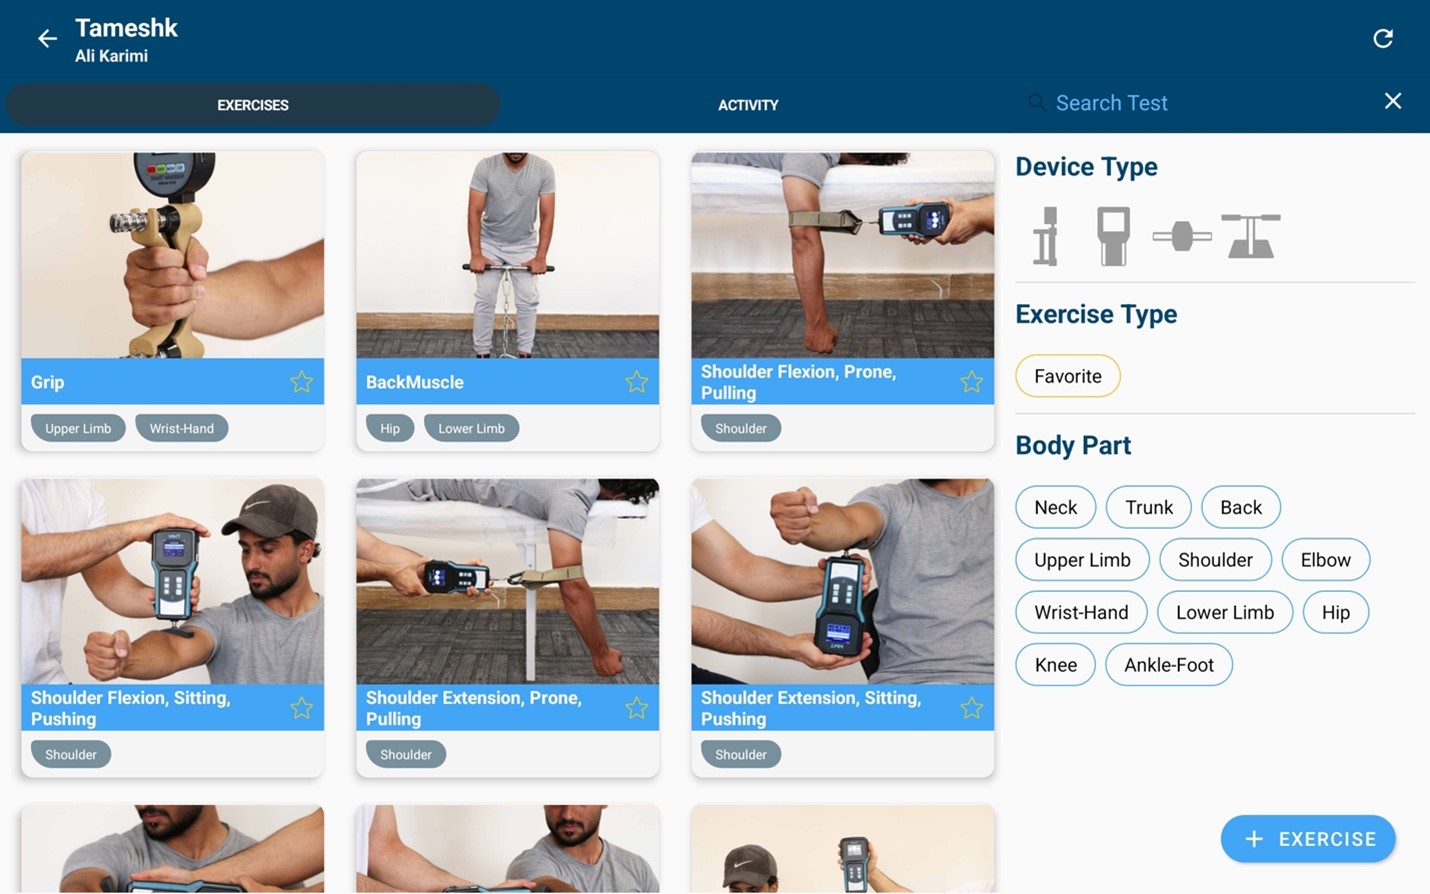 Tameshk
Ali Karimi
EXERCISES
ACTIVITY
Search Test
Grip
Upper Limb
Wrist-Hand
BackMuscle
Hip
Lower Limb
Shoulder Flexion, Prone,
Pulling
Shoulder
Shoulder Flexion, Sitting,
Pushing
Shoulder
Shoulder Extension, Prone,
Pulling
Shoulder
Shoulder Extension, Sitting,
Pushing
Shoulder
Device Type
Exercise Type
Favorite
Body Part
Neck
Trunk
Back
Upper Limb
Shoulder
Elbow
Wrist-Hand
Lower Limb
Hip
Knee
Ankle-Foot
+ EXERCISE